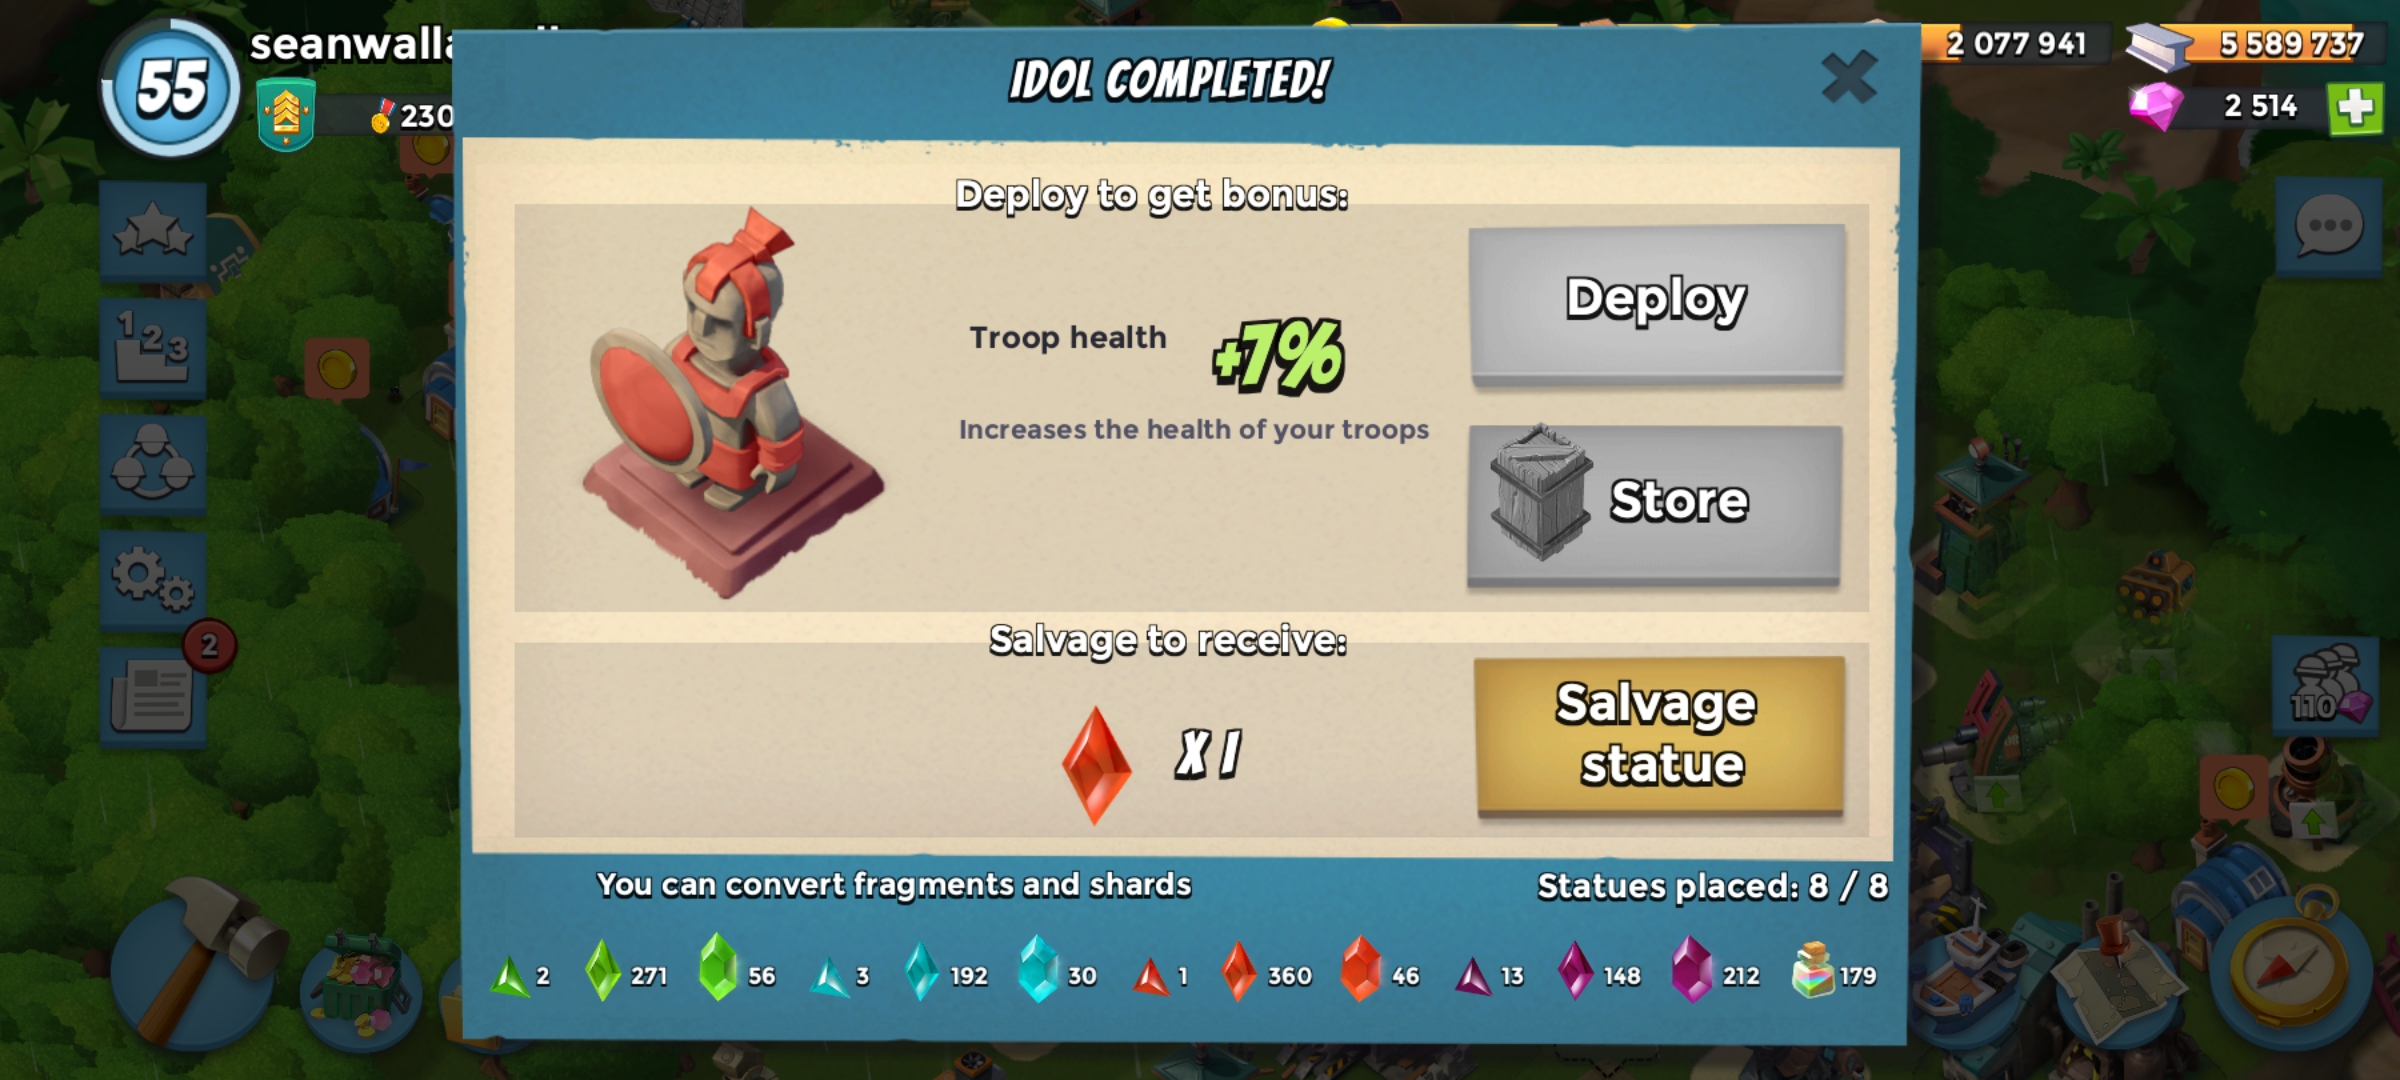 55
230
IDOL COMPLETED!
2 077 941
5 589 737
2 514
Deploy to get bonus:
Troop health +7%
Increases the health of your troops
Deploy
Store
123
2
Salvage to receive:
X 1
Salvage
statue
110
You can convert fragments and shards
Statues placed: 8 / 8
2 271 56 3 192 30 1 360 46 13 148 212 179